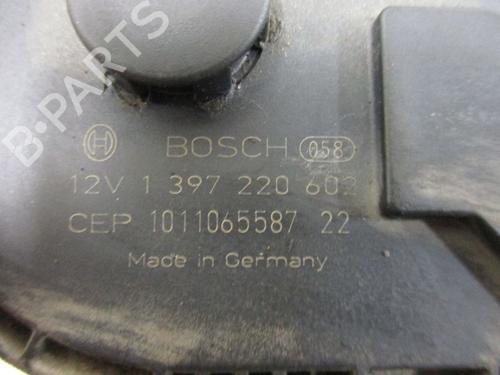 B-PARTS
BOSCH 058
12V 1 397 220 602
CEP 1011065587 22
Made in Germany